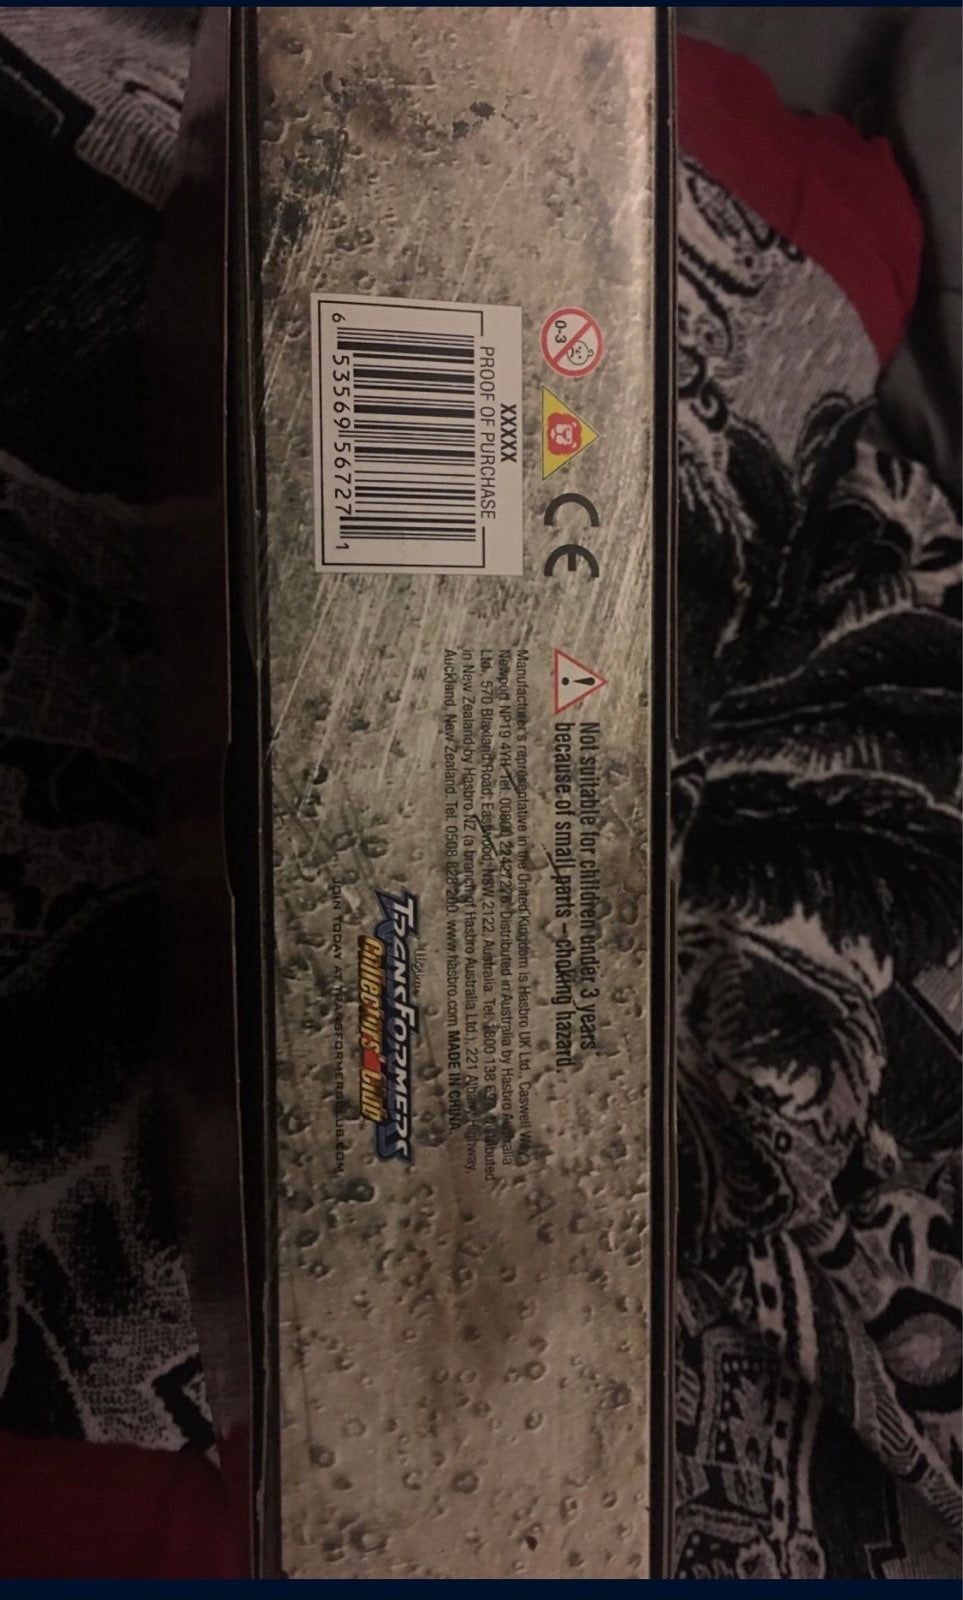 0-3
CE
XXXXX
PROOF OF PURCHASE
6 53569 56727 1
Not suitable for children under 3 years
because of small parts – choking hazard.
Manufacturer's representative in the United Kingdom is Hasbro UK Ltd., Caswell Way,
Newport NP19 4YH. Tel. 00800 22427276. Distributed in Australia by Hasbro Australia
Ltd., 570 Blaxland Road, Eastwood, NSW 2122, Australia. Tel. 1800-138 Distributed
in New Zealand by Hasbro NZ (a branch of Hasbro Australia Ltd.), 221 Albany Highway,
Auckland, New Zealand. Tel. 0508 828 200. www.hasbro.com MADE IN CHINA.
TRANSFORMERS
Collectors' Club
JOIN TODAY AT TRANSFORMERSCLUB.COM